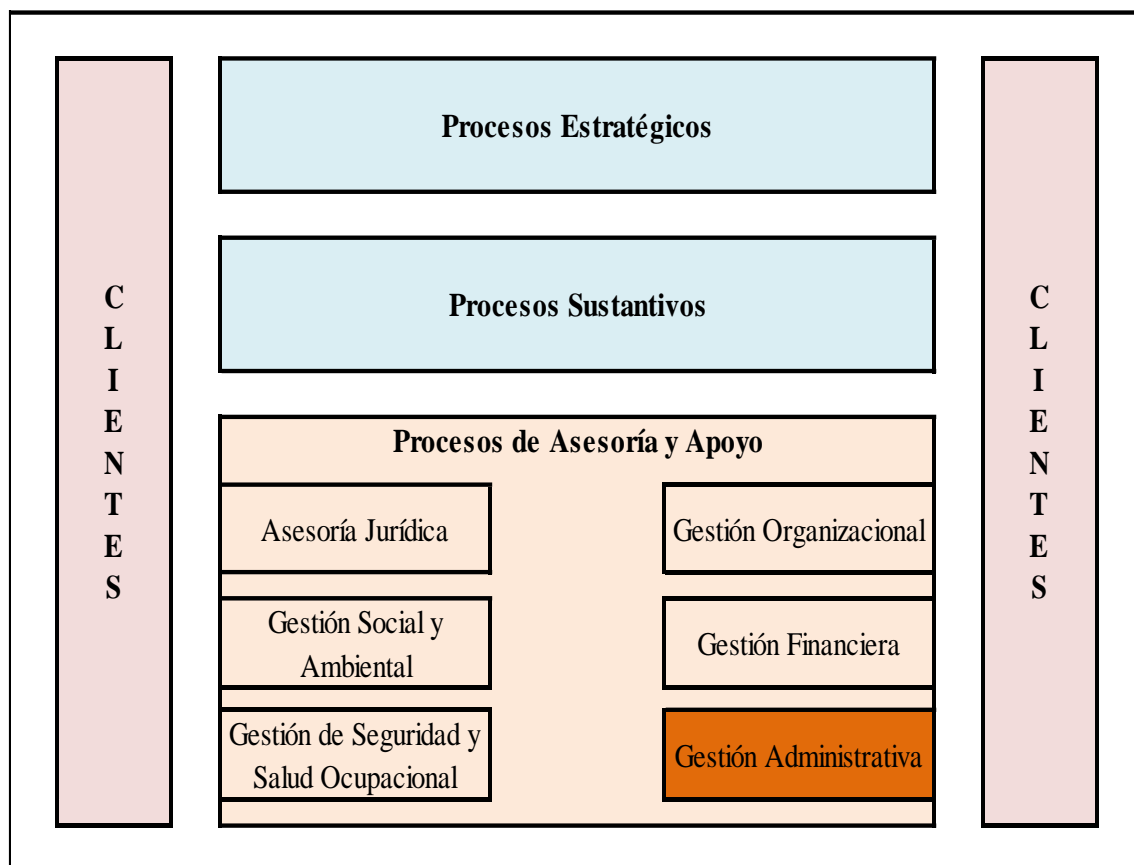 C
L
I
E
N
T
E
S
Procesos Estratégicos
Procesos Sustantivos
Procesos de Asesoría y Apoyo
Asesoría Jurídica
Gestión Organizacional
Gestión Social y
Ambiental
Gestión Financiera
Gestión de Seguridad y
Salud Ocupacional
Gestión Administrativa
C
L
I
E
N
T
E
S